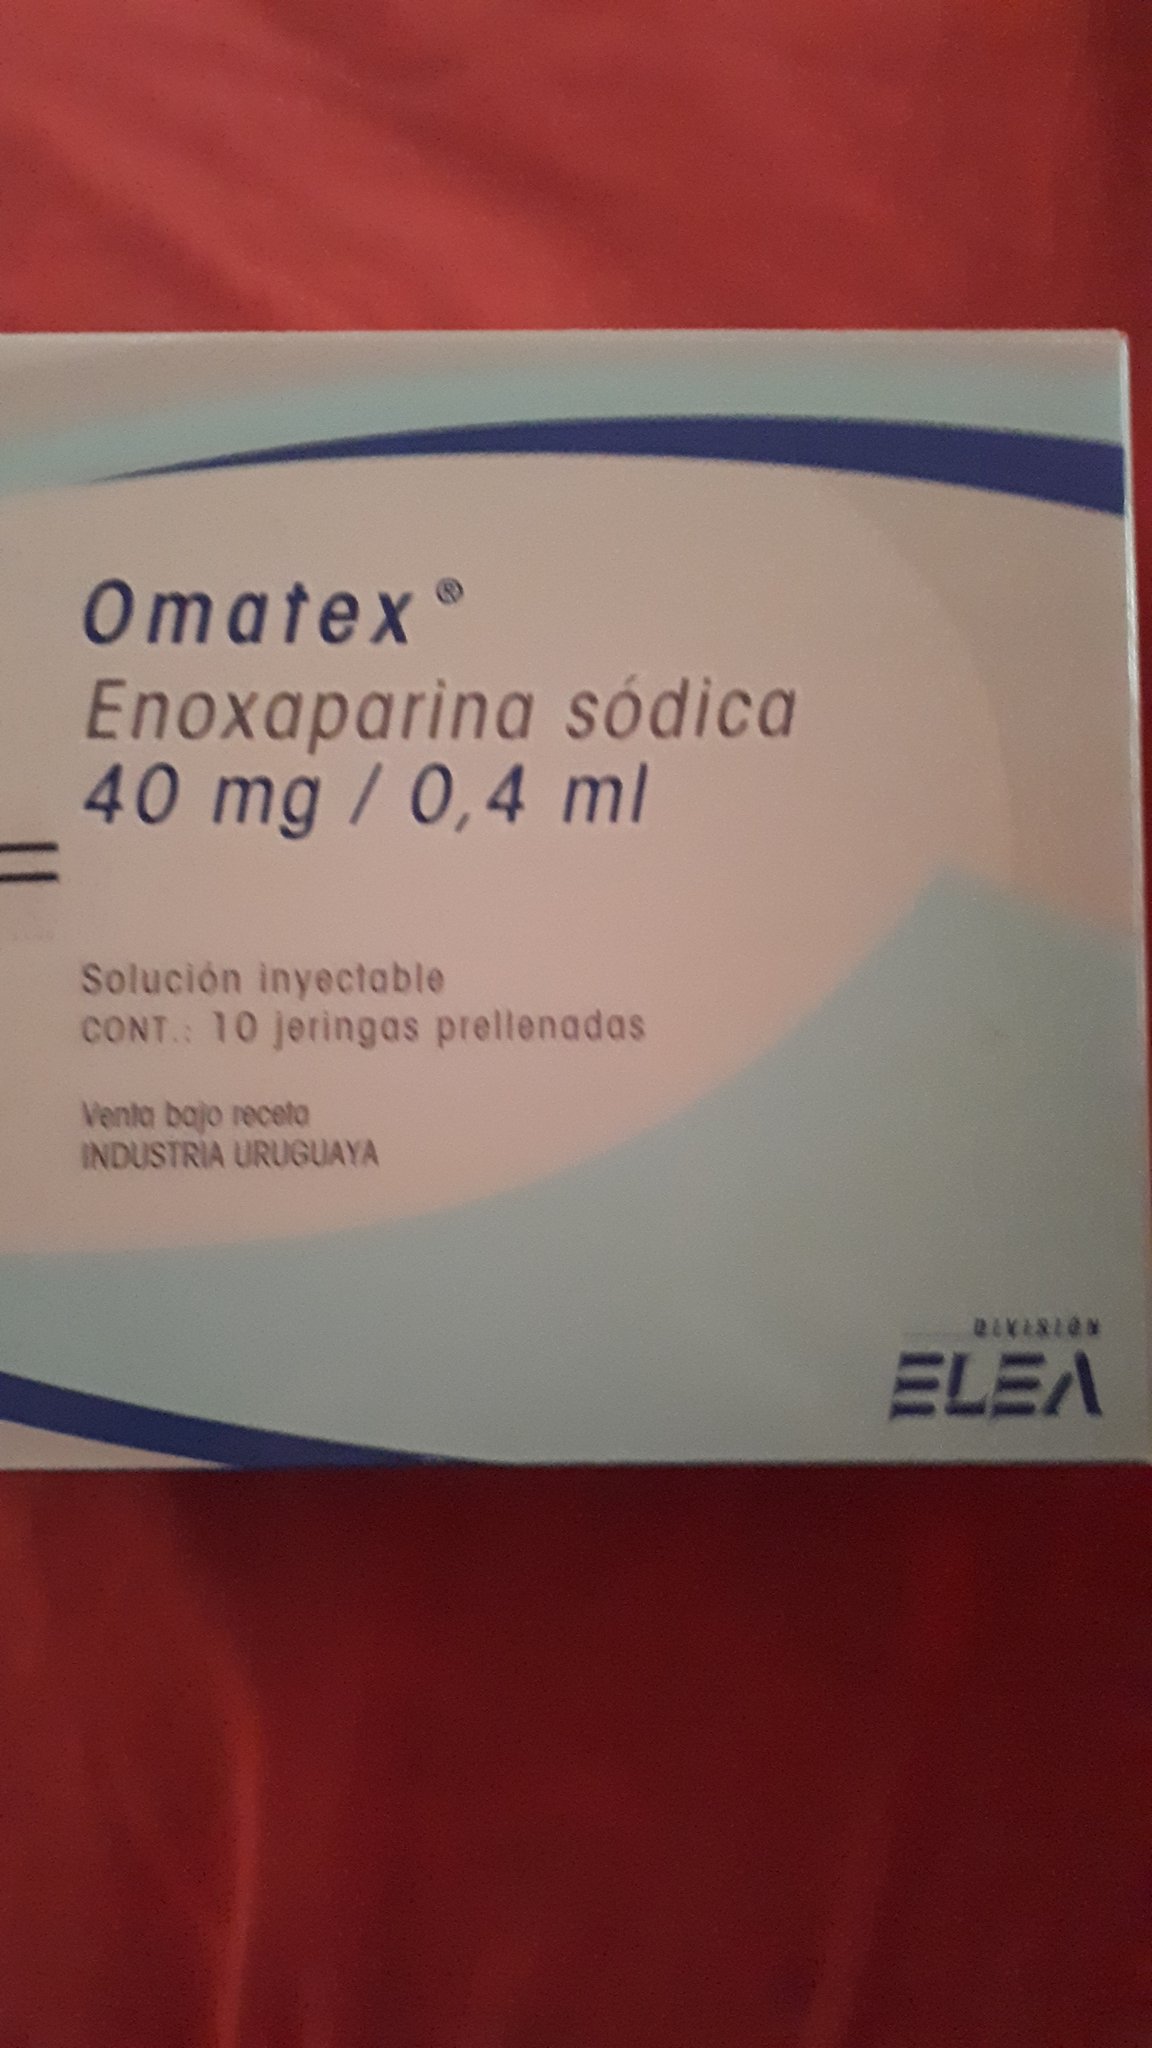 Omatex®
Enoxaparina sódica
40 mg / 0,4 ml
Solución inyectable
CONT.: 10 jeringas prellenadas
Venta bajo receta
INDUSTRIA URUGUAYA
DIVISIÓN
ELEA